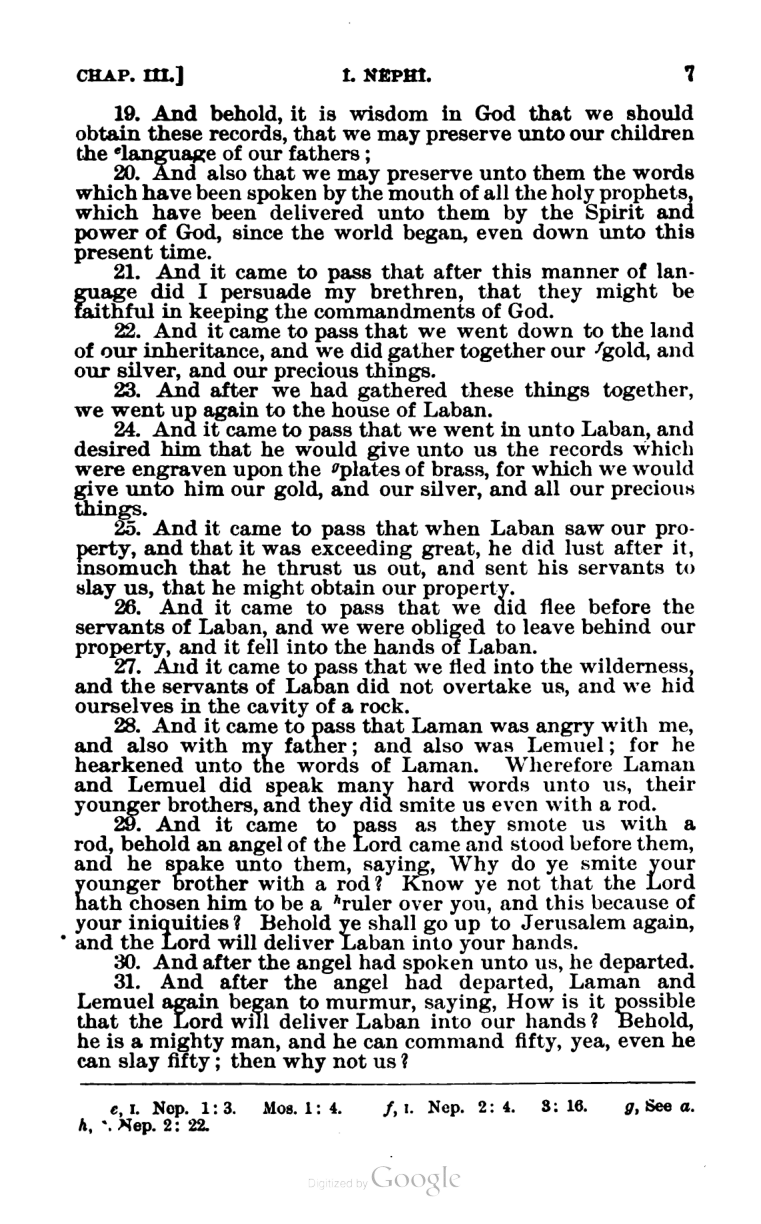 CHAP. III.] I. NEPHI. 7
19. And behold, it is wisdom in God that we should
obtain these records, that we may preserve unto our children
the ᵉlanguage of our fathers;
20. And also that we may preserve unto them the words
which have been spoken by the mouth of all the holy prophets,
which have been delivered unto them by the Spirit and
power of God, since the world began, even down unto this
present time.
21. And it came to pass that after this manner of lan-
guage did I persuade my brethren, that they might be
faithful in keeping the commandments of God.
22. And it came to pass that we went down to the land
of our inheritance, and we did gather together our ᶠgold, and
our silver, and our precious things.
23. And after we had gathered these things together,
we went up again to the house of Laban.
24. And it came to pass that we went in unto Laban, and
desired him that he would give unto us the records which
were engraven upon the ᵍplates of brass, for which we would
give unto him our gold, and our silver, and all our precious
things.
25. And it came to pass that when Laban saw our pro-
perty, and that it was exceeding great, he did lust after it,
insomuch that he thrust us out, and sent his servants to
slay us, that he might obtain our property.
26. And it came to pass that we did flee before the
servants of Laban, and we were obliged to leave behind our
property, and it fell into the hands of Laban.
27. And it came to pass that we fled into the wilderness,
and the servants of Laban did not overtake us, and we hid
ourselves in the cavity of a rock.
28. And it came to pass that Laman was angry with me,
and also with my father; and also was Lemuel; for he
hearkened unto the words of Laman. Wherefore Laman
and Lemuel did speak many hard words unto us, their
younger brothers, and they did smite us even with a rod.
29. And it came to pass as they smote us with a
rod, behold an angel of the Lord came and stood before them,
and he spake unto them, saying, Why do ye smite your
younger brother with a rod? Know ye not that the Lord
hath chosen him to be a ʰruler over you, and this because of
your iniquities? Behold ye shall go up to Jerusalem again,
and the Lord will deliver Laban into your hands.
30. And after the angel had spoken unto us, he departed.
31. And after the angel had departed, Laman and
Lemuel again began to murmur, saying, How is it possible
that the Lord will deliver Laban into our hands? Behold,
he is a mighty man, and he can command fifty, yea, even he
can slay fifty; then why not us?
e, I. Nep. 1: 3. Mos. 1: 4. f, I. Nep. 2: 4. 3: 16. g, See a.
h, Nep. 2: 22.
Digitized by Google